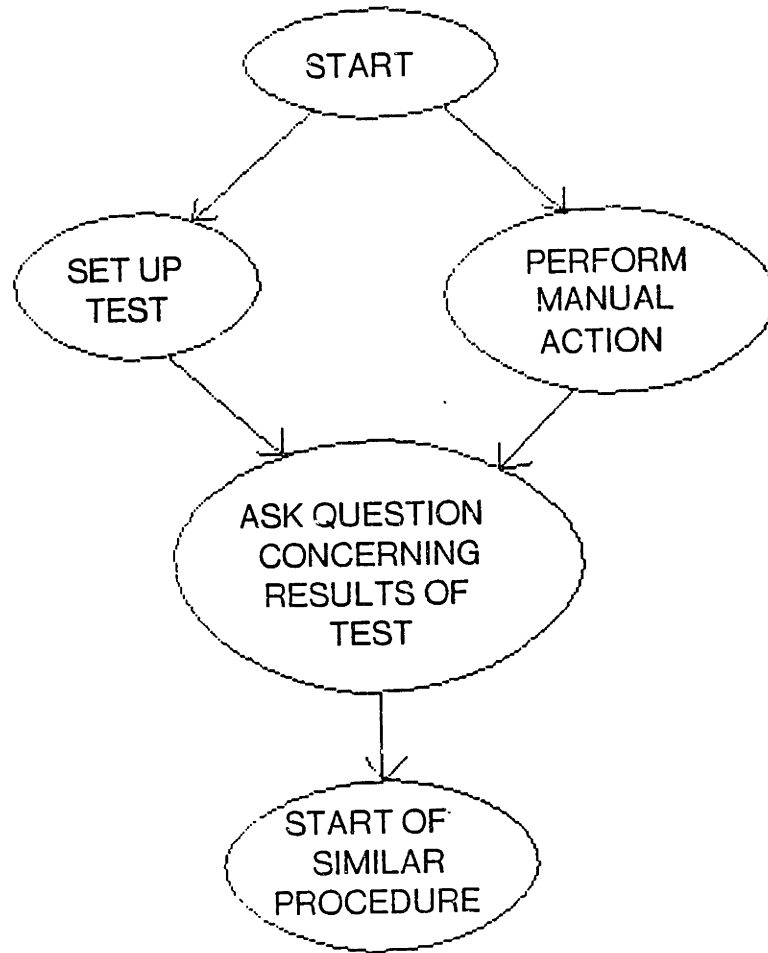 START
SET UP
TEST
PERFORM
MANUAL
ACTION
ASK QUESTION
CONCERNING
RESULTS OF
TEST
START OF
SIMILAR
PROCEDURE